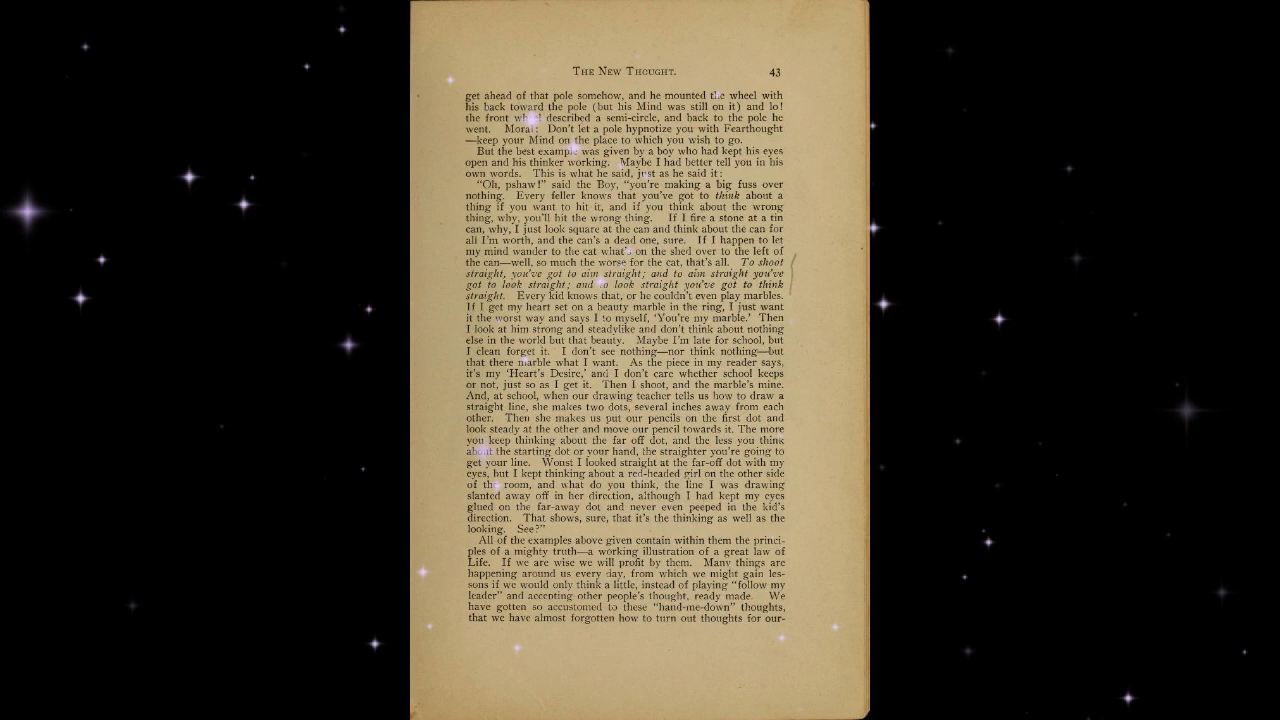 THE NEW THOUGHT. 43
get ahead of that pole somehow, and he mounted the wheel with
his back toward the pole (but his Mind was still on it) and lo!
the front wheel described a semi-circle, and back to the pole he
went. Moral: Don't let a pole hypnotize you with Fearthought
—keep your Mind on the place to which you wish to go.
But the best example was given by a boy who had kept his eyes
open and his thinker working. Maybe I had better tell you in his
own words. This is what he said, just as he said it:
"Oh, pshaw!" said the Boy, "you're making a big fuss over
nothing. Every feller knows that you've got to think about a
thing if you want to hit it, and if you think about the wrong
thing, why, you'll hit the wrong thing. If I fire a stone at a tin
can, why, I just look square at the can and think about the can for
all I'm worth, and the can's a dead one, sure. If I happen to let
my mind wander to the cat what's on the shed over to the left of
the can—well, so much the worse for the cat, that's all. To shoot
straight, you've got to aim straight; and to aim straight you've
got to look straight; and to look straight you've got to think
straight. Every kid knows that, or he couldn't even play marbles.
If I get my heart set on a beauty marble in the ring, I just want
it the worst way and says I to myself, 'You're my marble.' Then
I look at him strong and steadylike and don't think about nothing
else in the world but that beauty. Maybe I'm late for school, but
I clean forget it. I don't see nothing—nor think nothing—but
that there marble what I want. As the piece in my reader says,
it's my 'Heart's Desire,' and I don't care whether school keeps
or not, just so as I get it. Then I shoot, and the marble's mine.
And, at school, when our drawing teacher tells us how to draw a
straight line, she makes two dots, several inches away from each
other. Then she makes us put our pencils on the first dot and
look steady at the other and move our pencil towards it. The more
you keep thinking about the far off dot, and the less you think
about the starting dot or your hand, the straighter you're going to
get your line. Wonst I looked straight at the far-off dot with my
eyes, but I kept thinking about a red-headed girl on the other side
of the room, and what do you think, the line I was drawing
slanted away off in her direction, although I had kept my eyes
glued on the far-away dot and never even peeped in the kid's
direction. That shows, sure, that it's the thinking as well as the
looking. See?"
All of the examples above given contain within them the princi-
ples of a mighty truth—a working illustration of a great law of
Life. If we are wise we will profit by them. Many things are
happening around us every day, from which we might gain les-
sons if we would only think a little, instead of playing "follow my
leader" and accepting other people's thought, ready made. We
have gotten so accustomed to these "hand-me-down" thoughts,
that we have almost forgotten how to turn out thoughts for our-